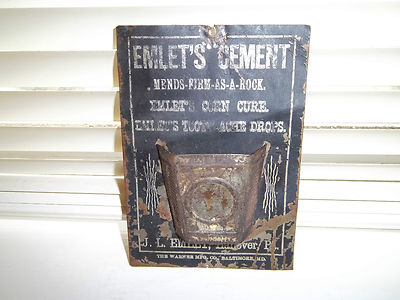 EMLET'S CEMENT
MENDS-FIRM-AS-A-ROCK.
EMLET'S CORN CURE.
EMLET'S TOOTH-ACHE DROPS.
J. L. EMLET, Hanover, Pa.
THE WARNER MFG. CO., BALTIMORE, MD.